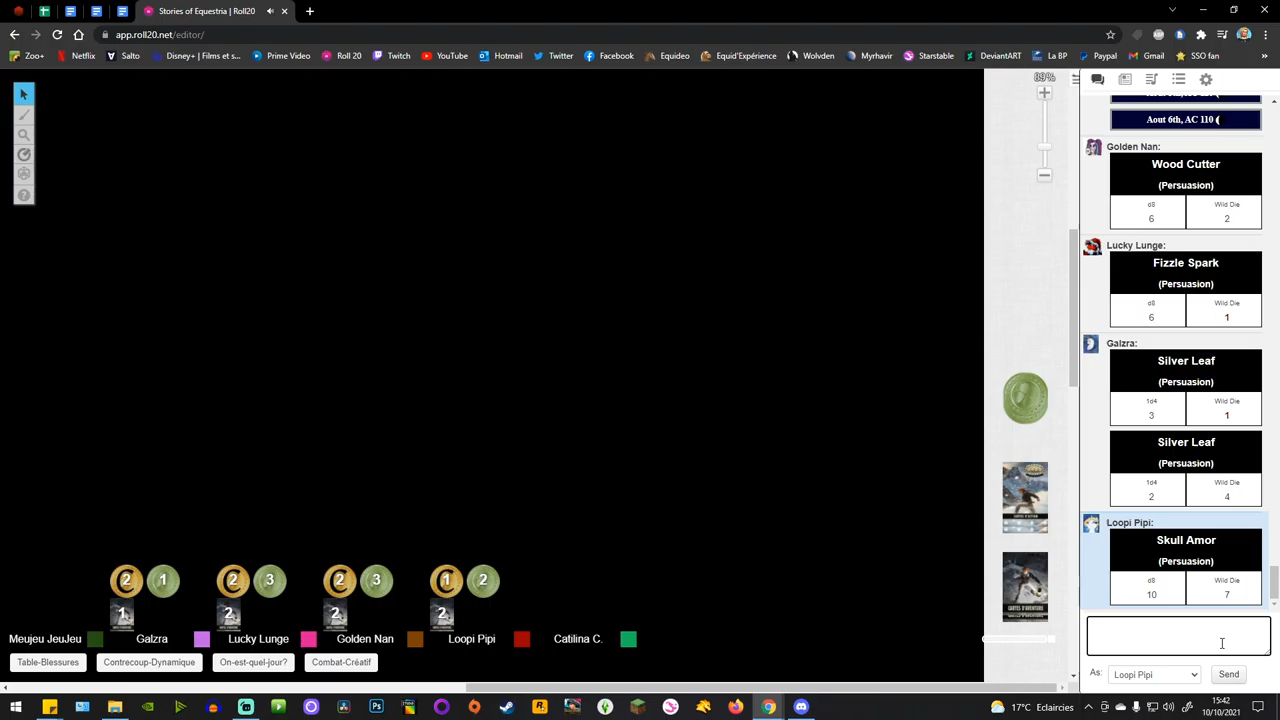 Stories of Equestria | Roll20
app.roll20.net/editor/
Zoo+
Netflix
Salto
Disney+ | Films et s...
Prime Video
Roll 20
Twitch
YouTube
Hotmail
Twitter
Facebook
Equideo
Equid'Expérience
Wolvden
Myrhavir
Starstable
DeviantART
La BP
Paypal
Gmail
SSO fan
89%
Aout 6th, AC 110 (
Golden Nan:
Wood Cutter
(Persuasion)
d8 Wild Die
6 2
Lucky Lunge:
Fizzle Spark
(Persuasion)
d8 Wild Die
6 1
Galzra:
Silver Leaf
(Persuasion)
1d4 Wild Die
3 1
Silver Leaf
(Persuasion)
1d4 Wild Die
2 4
Loopi Pipi:
Skull Amor
(Persuasion)
d8 Wild Die
10 7
CARTES D'ACTION
CARTES D'AVENTURE
2 1 2 3 2 3 1 2
1 2 2 2
Meujeu JeuJeu Galzra Lucky Lunge Golden Nan Loopi Pipi Catilina C.
Table-Blessures Contrecoup-Dynamique On-est-quel-jour? Combat-Créatif
As: Loopi Pipi Send
17°C Eclaircies
15:42
10/10/2021